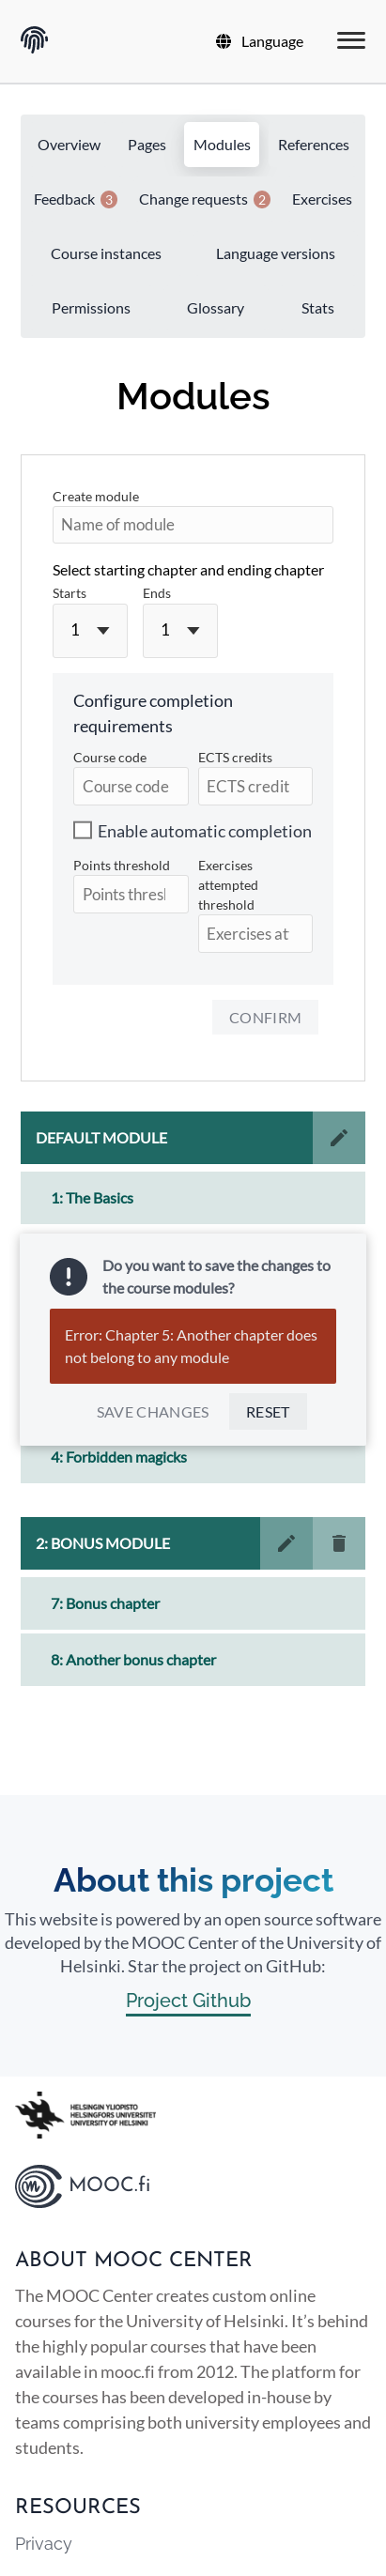 Language
Overview Pages Modules References
Feedback 3 Change requests 2 Exercises
Course instances Language versions
Permissions Glossary Stats
Modules
Create module
Name of module
Select starting chapter and ending chapter
Starts Ends
1 1
Configure completion
requirements
Course code ECTS credits
Course code ECTS credit
Enable automatic completion
Points threshold Exercises
attempted
threshold
Points thresh
Exercises at
CONFIRM
DEFAULT MODULE
1: The Basics
Do you want to save the changes to
the course modules?
Error: Chapter 5: Another chapter does
not belong to any module
SAVE CHANGES RESET
4: Forbidden magicks
2: BONUS MODULE
7: Bonus chapter
8: Another bonus chapter
About this project
This website is powered by an open source software
developed by the MOOC Center of the University of
Helsinki. Star the project on GitHub:
Project Github
HELSINGIN YLIOPISTO
HELSINGFORS UNIVERSITET
UNIVERSITY OF HELSINKI
MOOC.fi
ABOUT MOOC CENTER
The MOOC Center creates custom online
courses for the University of Helsinki. It's behind
the highly popular courses that have been
available in mooc.fi from 2012. The platform for
the courses has been developed in-house by
teams comprising both university employees and
students.
RESOURCES
Privacy